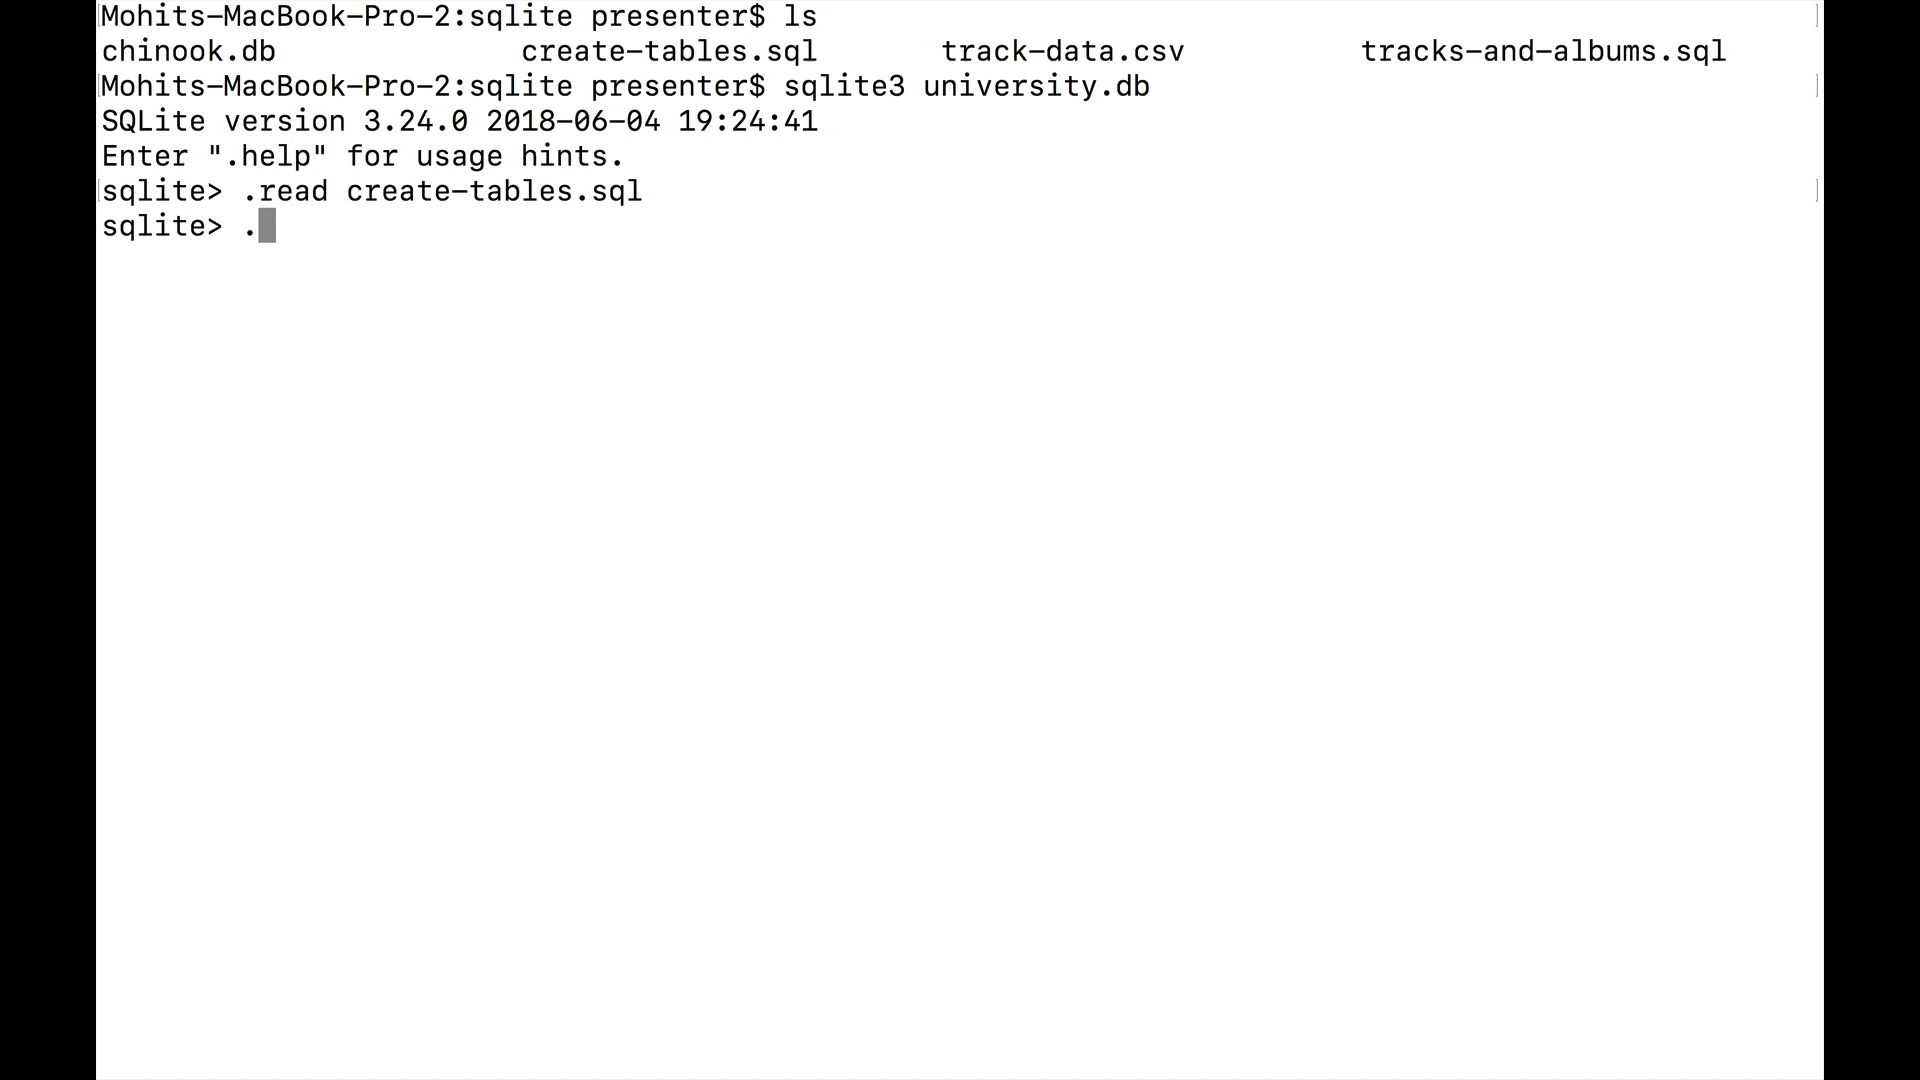 Mohits-MacBook-Pro-2:sqlite presenter$ ls
chinook.db create-tables.sql track-data.csv tracks-and-albums.sql
Mohits-MacBook-Pro-2:sqlite presenter$ sqlite3 university.db
SQLite version 3.24.0 2018-06-04 19:24:41
Enter ".help" for usage hints.
sqlite> .read create-tables.sql
sqlite> .